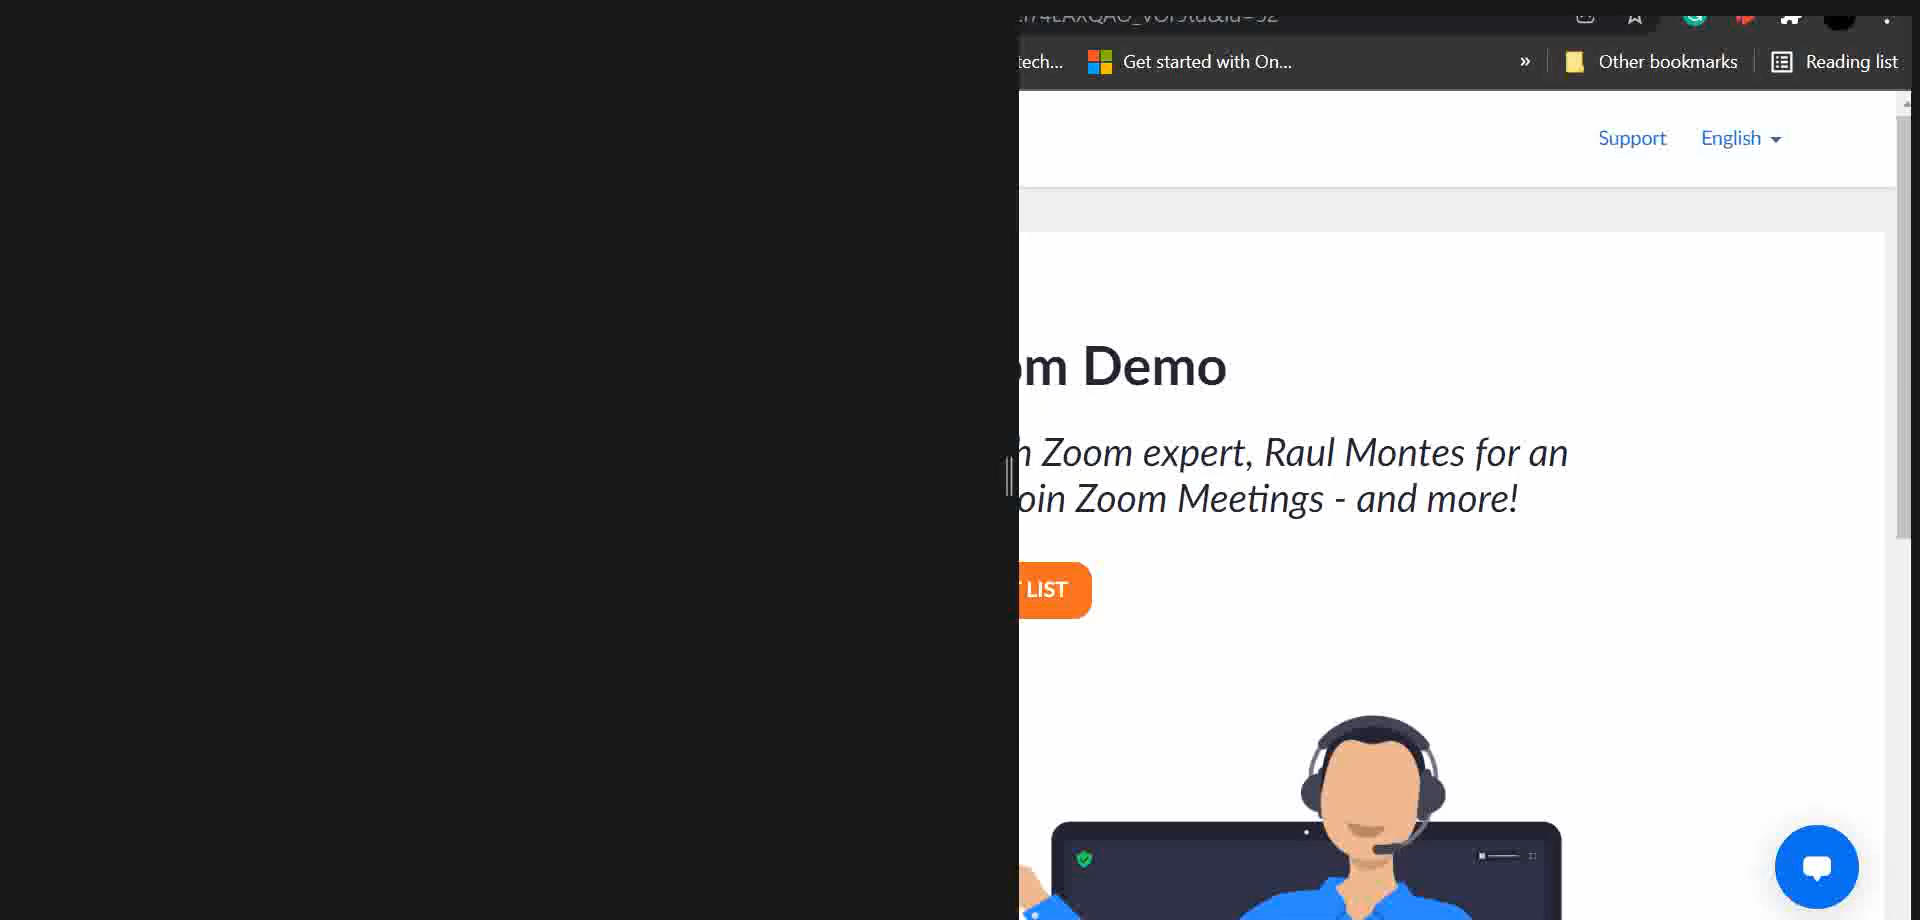 tech...
Get started with On...
»
Other bookmarks
Reading list
Support
English
om Demo
h Zoom expert, Raul Montes for an
oin Zoom Meetings - and more!
LIST